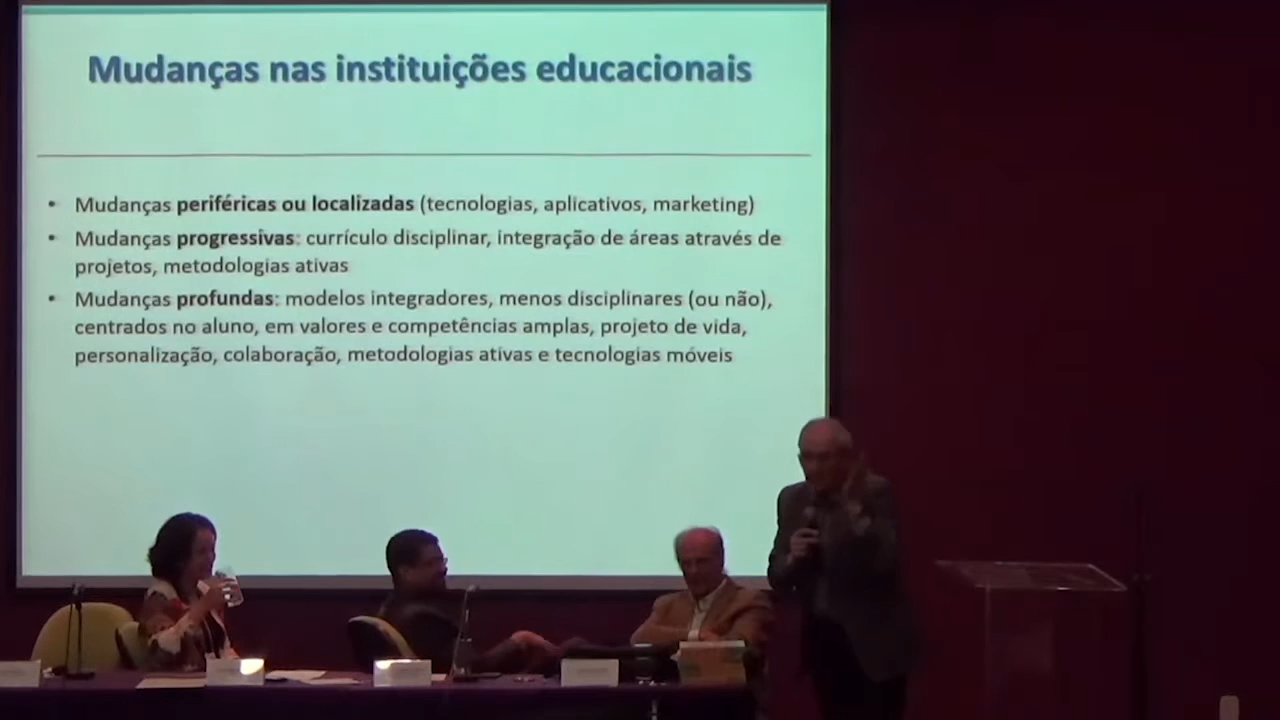 Mudanças nas instituições educacionais
• Mudanças periféricas ou localizadas (tecnologias, aplicativos, marketing)
• Mudanças progressivas: currículo disciplinar, integração de áreas através de
projetos, metodologias ativas
• Mudanças profundas: modelos integradores, menos disciplinares (ou não),
centrados no aluno, em valores e competências amplas, projeto de vida,
personalização, colaboração, metodologias ativas e tecnologias móveis